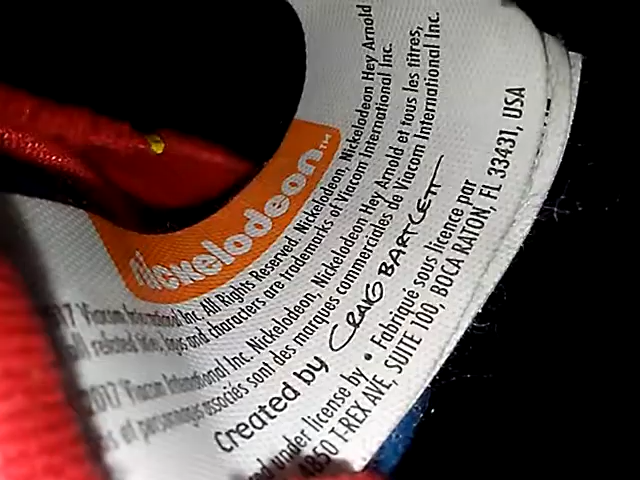 nickelodeon™
17 Viacom International Inc. All Rights Reserved. Nickelodeon, Nickelodeon Hey Arnold
all related titles, logos and characters are trademarks of Viacom International Inc.
2017 Viacom International Inc. Nickelodeon, Nickelodeon Hey Arnold et tous les titres,
et personnages associés sont des marques commerciales de Viacom International Inc.
Created by CRAIG BARTLETT
under license by • Fabriqué sous licence par
4850 T-REX AVE, SUITE 100, BOCA RATON, FL 33431, USA